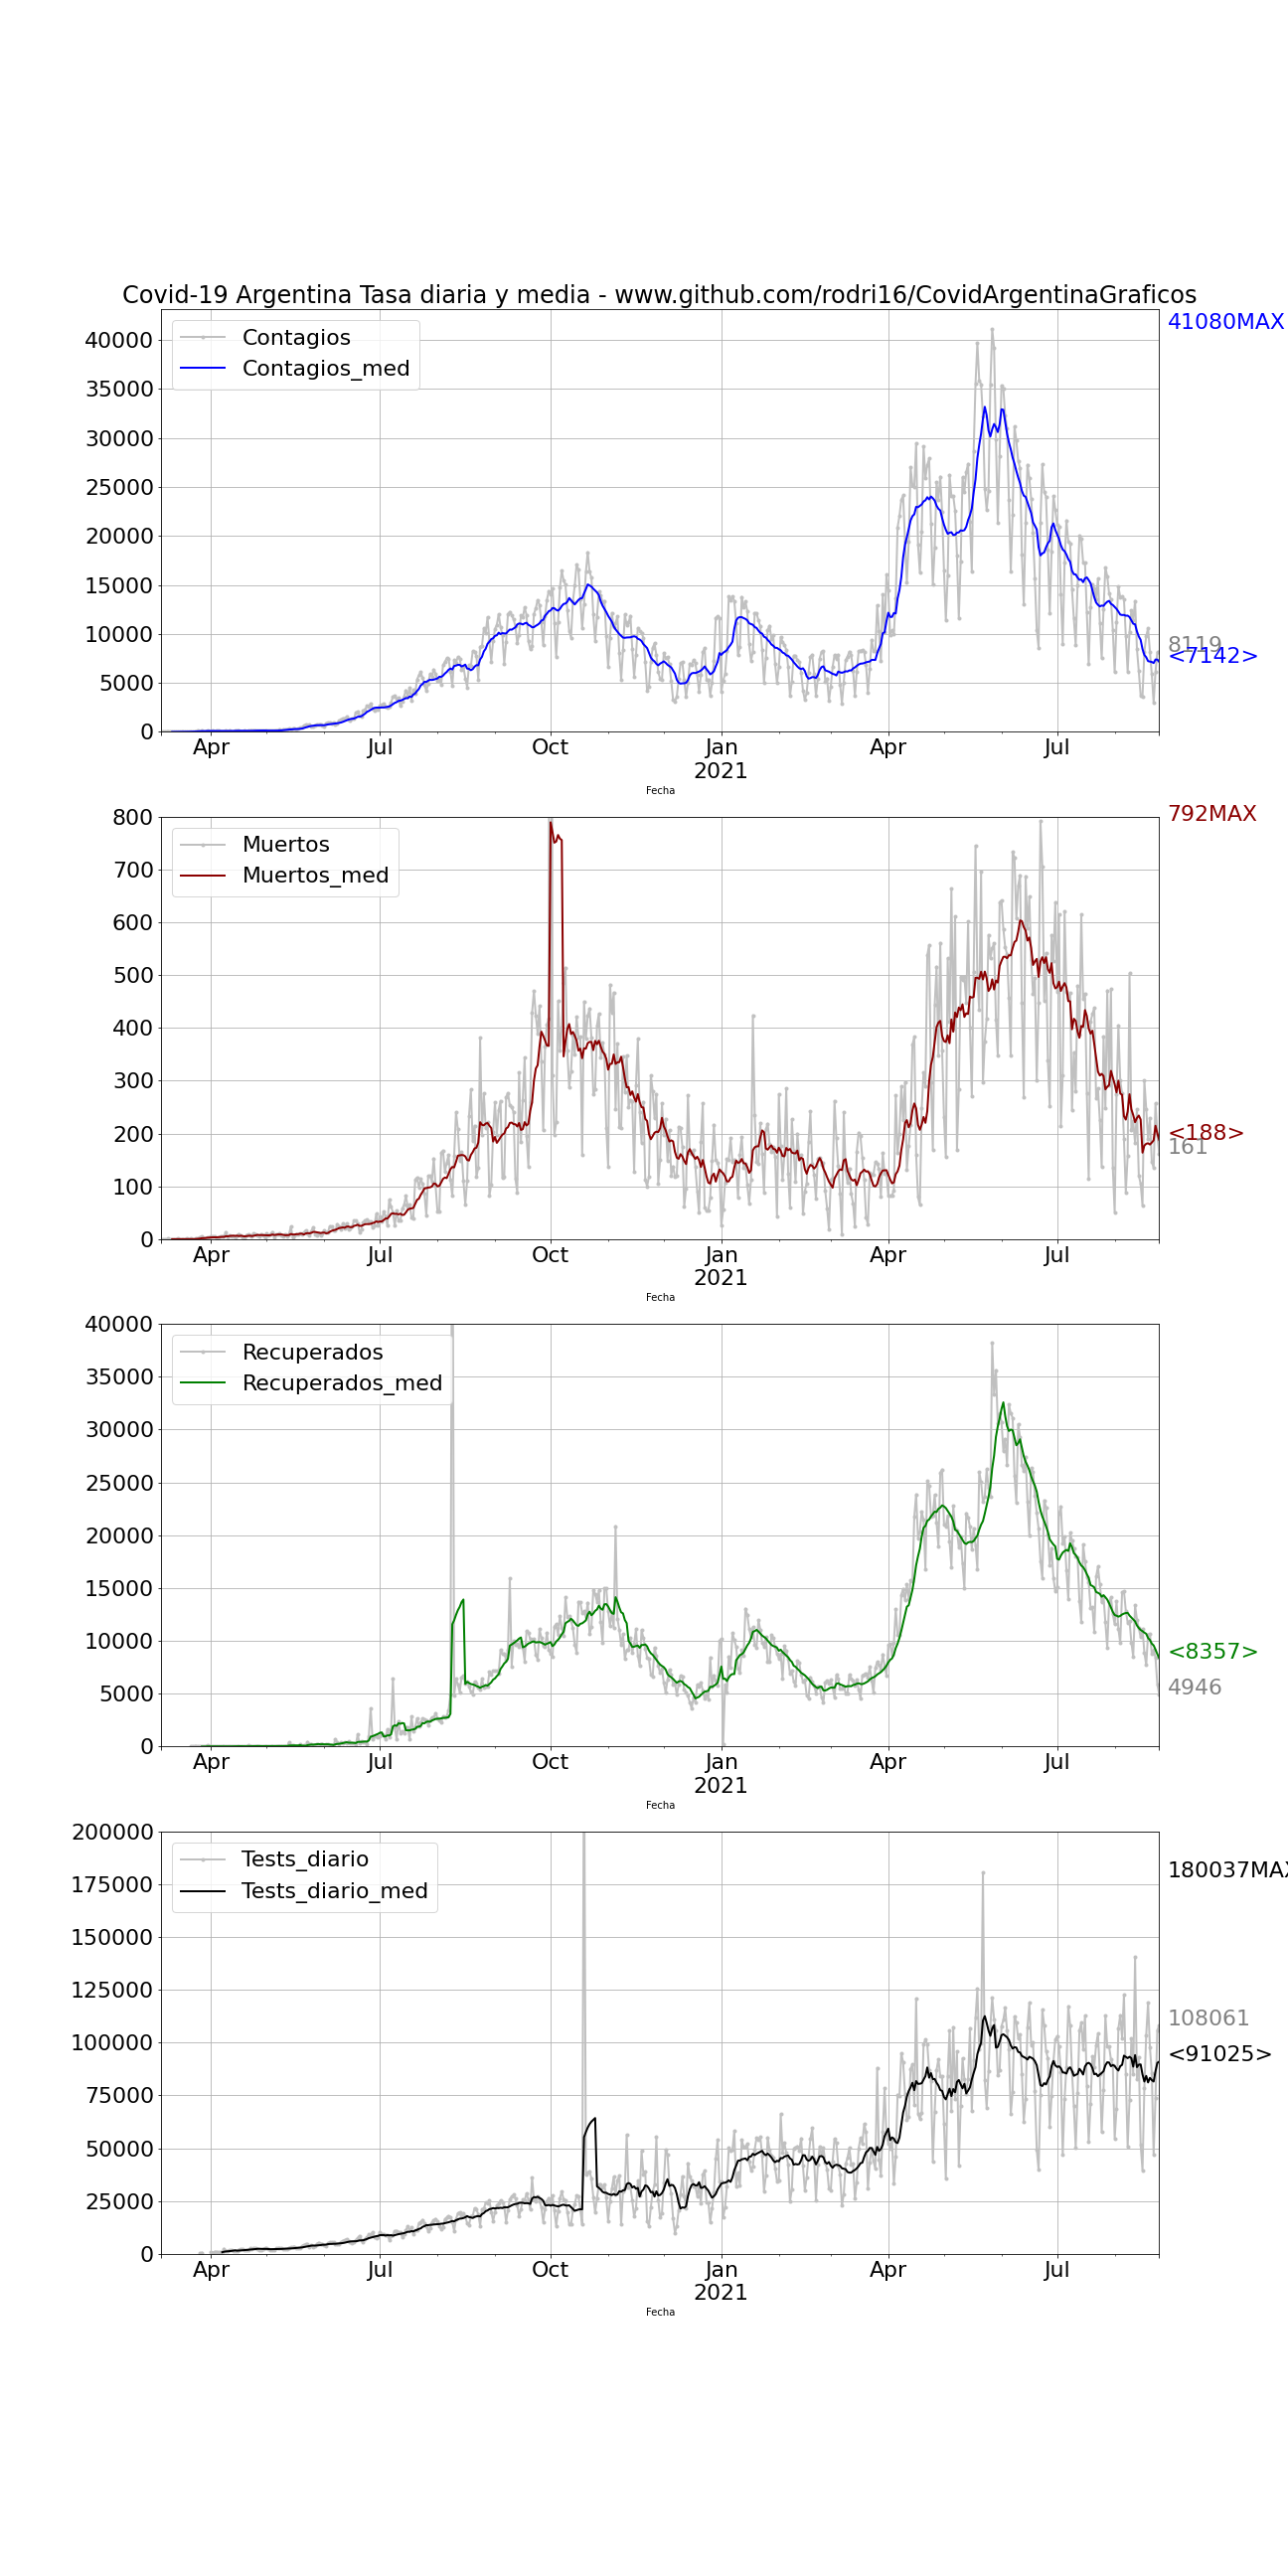 Covid-19 Argentina Tasa diaria y media - www.github.com/rodri16/CovidArgentinaGraficos
41080MAX
Contagios
Contagios_med
40000
35000
30000
25000
20000
15000
10000
5000
0
8119
<7142>
Apr Jul Oct Jan Apr Jul
2021
Fecha
792MAX
Muertos
Muertos_med
800
700
600
500
400
300
200
100
0
<188>
161
Apr Jul Oct Jan Apr Jul
2021
Fecha
Recuperados
Recuperados_med
40000
35000
30000
25000
20000
15000
10000
5000
0
<8357>
4946
Apr Jul Oct Jan Apr Jul
2021
Fecha
Tests_diario
Tests_diario_med
200000
175000
150000
125000
100000
75000
50000
25000
0
180037MAX
108061
<91025>
Apr Jul Oct Jan Apr Jul
2021
Fecha